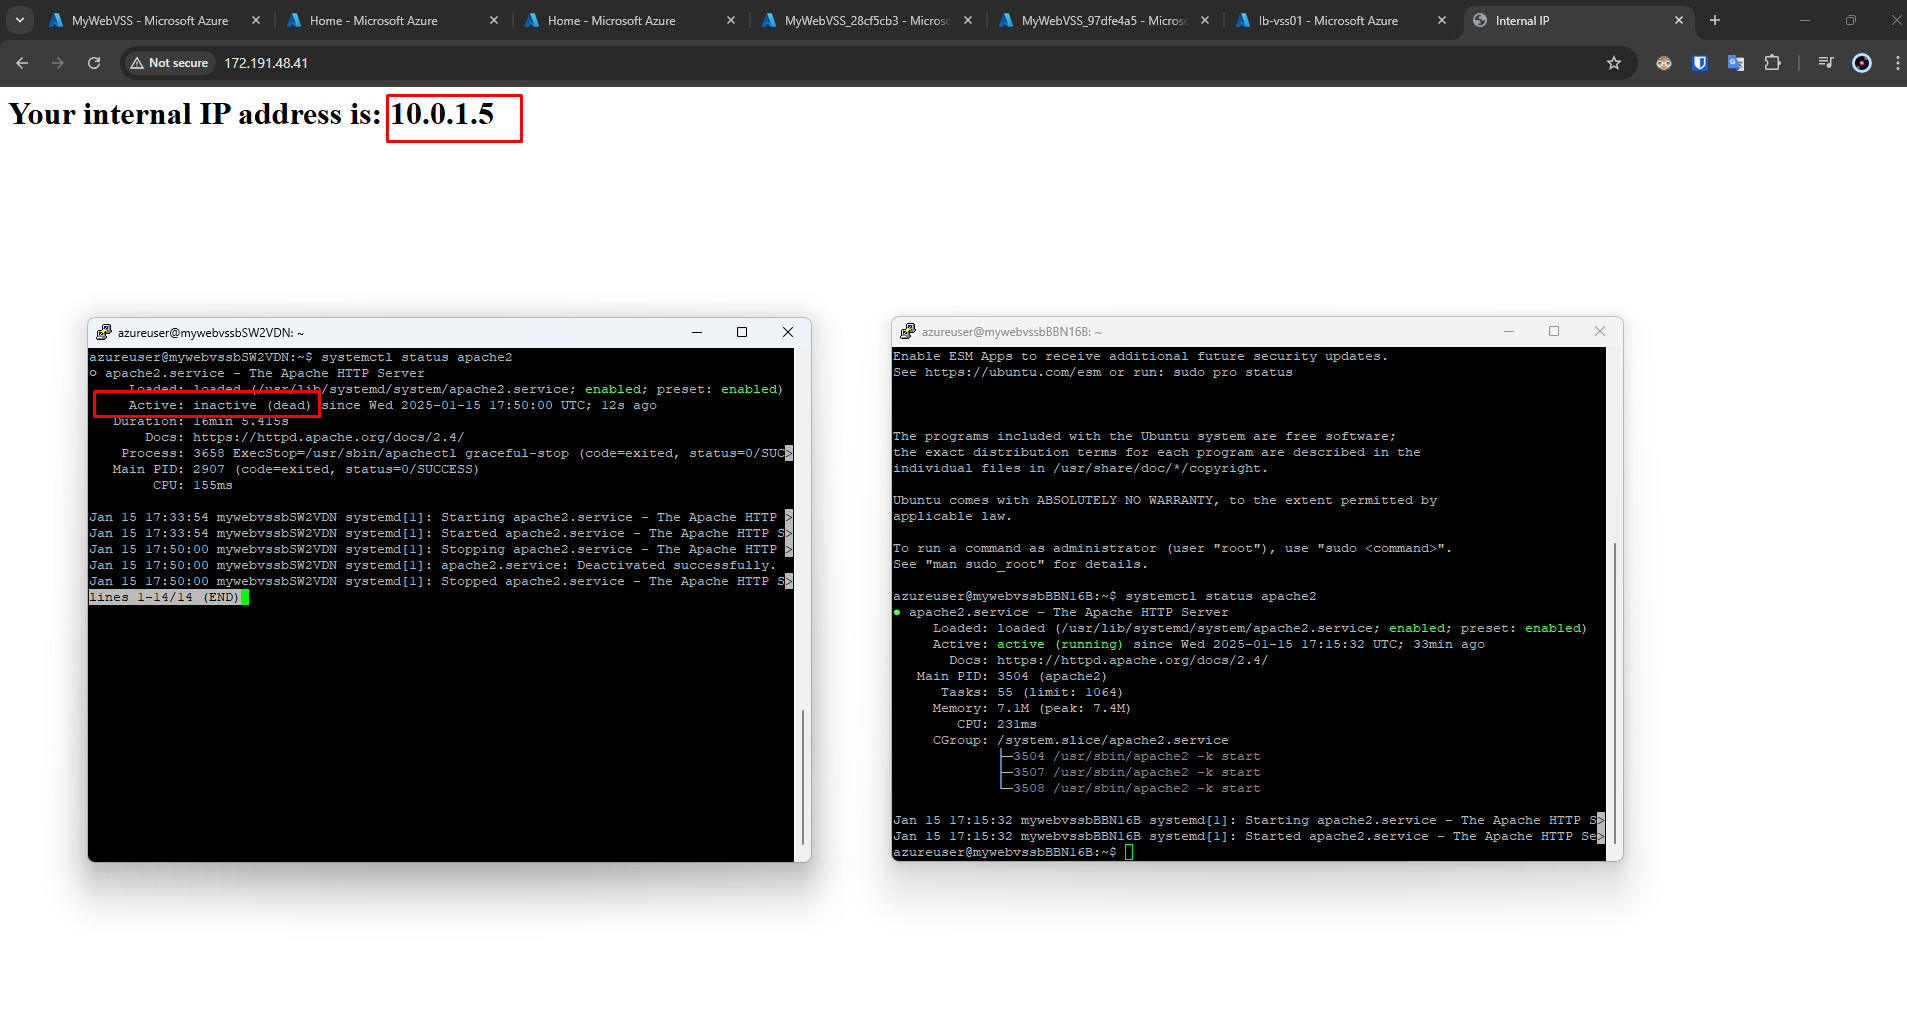 MyWebVSS - Microsoft Azure
Home - Microsoft Azure
Home - Microsoft Azure
MyWebVSS_28cf5cb3 - Microsc
MyWebVSS_97dfe4a5 - Microsc
lb-vss01 - Microsoft Azure
Internal IP
Not secure
172.191.48.41
Your internal IP address is: 10.0.1.5
azureuser@mywebvssbSW2VDN: ~
azureuser@mywebvssbSW2VDN:~$ systemctl status apache2
○ apache2.service - The Apache HTTP Server
Loaded: loaded (/usr/lib/systemd/system/apache2.service; enabled; preset: enabled)
Active: inactive (dead) since Wed 2025-01-15 17:50:00 UTC; 12s ago
Duration: 16min 5.415s
Docs: https://httpd.apache.org/docs/2.4/
Process: 3658 ExecStop=/usr/sbin/apachectl graceful-stop (code=exited, status=0/SUC>
Main PID: 2907 (code=exited, status=0/SUCCESS)
CPU: 155ms
Jan 15 17:33:54 mywebvssbSW2VDN systemd[1]: Starting apache2.service - The Apache HTTP >
Jan 15 17:33:54 mywebvssbSW2VDN systemd[1]: Started apache2.service - The Apache HTTP S>
Jan 15 17:50:00 mywebvssbSW2VDN systemd[1]: Stopping apache2.service - The Apache HTTP >
Jan 15 17:50:00 mywebvssbSW2VDN systemd[1]: apache2.service: Deactivated successfully.
Jan 15 17:50:00 mywebvssbSW2VDN systemd[1]: Stopped apache2.service - The Apache HTTP S>
lines 1-14/14 (END)
azureuser@mywebvssbBBN16B: ~
Enable ESM Apps to receive additional future security updates.
See https://ubuntu.com/esm or run: sudo pro status
The programs included with the Ubuntu system are free software;
the exact distribution terms for each program are described in the
individual files in /usr/share/doc/*/copyright.
Ubuntu comes with ABSOLUTELY NO WARRANTY, to the extent permitted by
applicable law.
To run a command as administrator (user "root"), use "sudo <command>".
See "man sudo_root" for details.
azureuser@mywebvssbBBN16B:~$ systemctl status apache2
● apache2.service - The Apache HTTP Server
Loaded: loaded (/usr/lib/systemd/system/apache2.service; enabled; preset: enabled)
Active: active (running) since Wed 2025-01-15 17:15:32 UTC; 33min ago
Docs: https://httpd.apache.org/docs/2.4/
Main PID: 3504 (apache2)
Tasks: 55 (limit: 1064)
Memory: 7.1M (peak: 7.4M)
CPU: 231ms
CGroup: /system.slice/apache2.service
├─3504 /usr/sbin/apache2 -k start
├─3507 /usr/sbin/apache2 -k start
└─3508 /usr/sbin/apache2 -k start
Jan 15 17:15:32 mywebvssbBBN16B systemd[1]: Starting apache2.service - The Apache HTTP S>
Jan 15 17:15:32 mywebvssbBBN16B systemd[1]: Started apache2.service - The Apache HTTP Se>
azureuser@mywebvssbBBN16B:~$